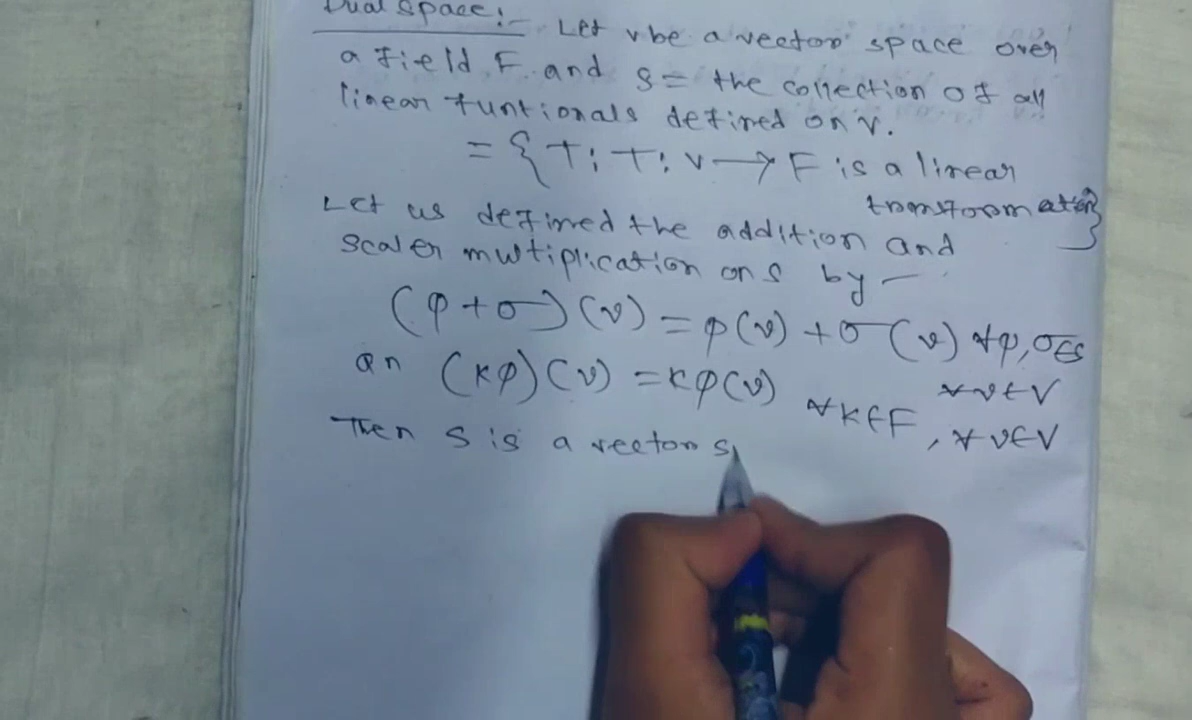 Dual space:-  Let v be a vector space over
a field F and S = the collection of all
linear funtionals defined on v.
= { T : T : v → F is a linear
transformation}
Let us defined the addition and
scaler multiplication on S by -
(φ + σ) (v) = φ(v) + σ(v) ∀ φ, σ ∈ S
∀ v ∈ V
an (kφ) (v) = kφ(v) ∀ k ∈ F, ∀ v ∈ V
Then S is a vector s